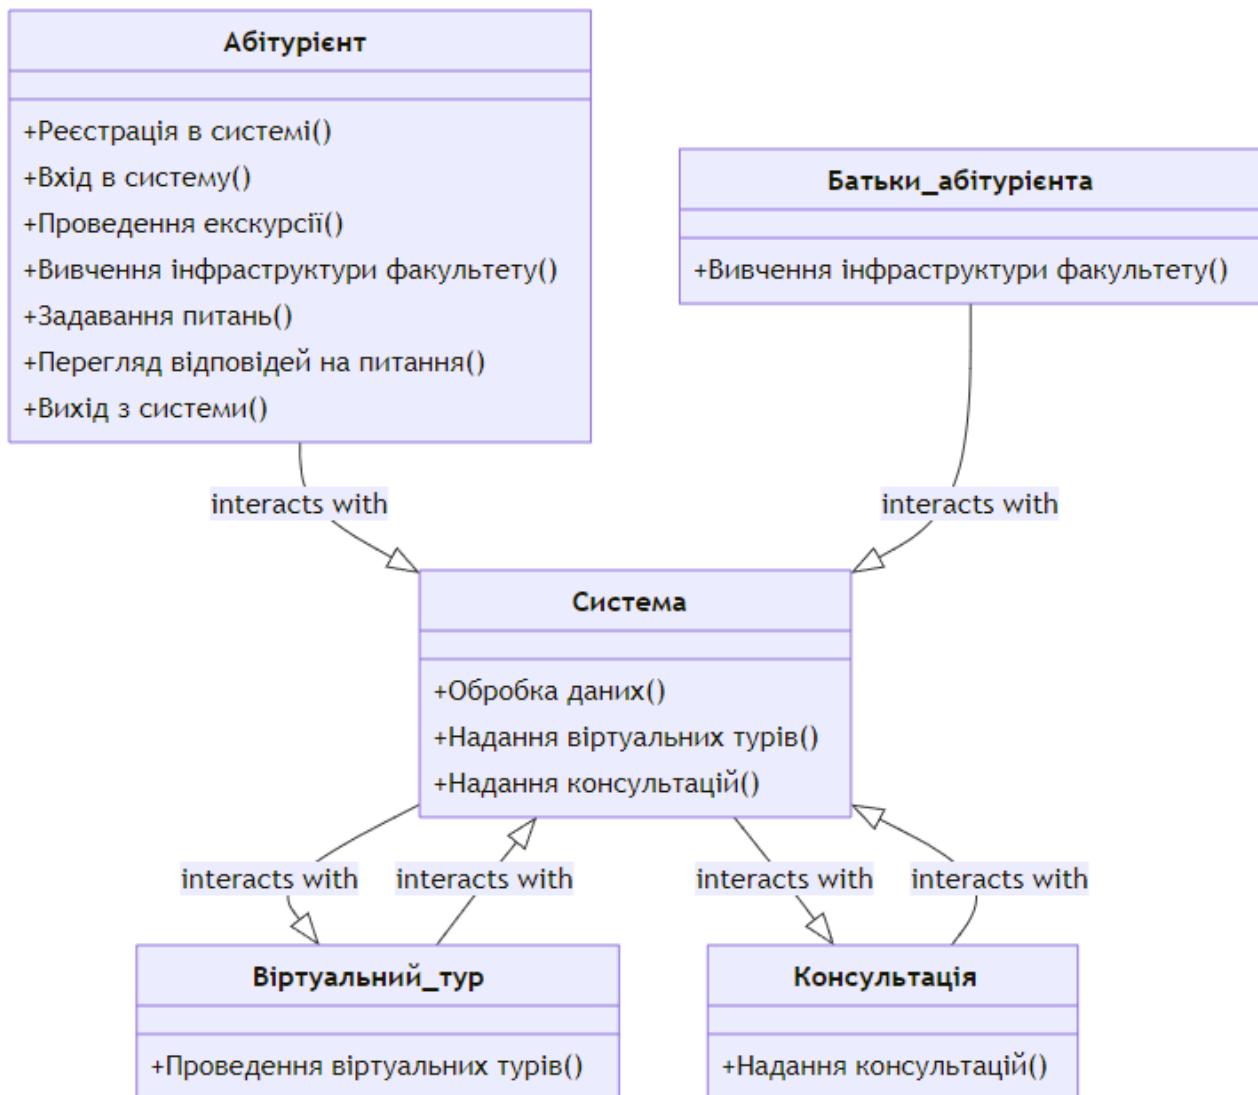 Абітурієнт
+Реєстрація в системі()
+Вхід в систему()
+Проведення екскурсії()
+Вивчення інфраструктури факультету()
+Задавання питань()
+Перегляд відповідей на питання()
+Вихід з системи()
Батьки_абітурієнта
+Вивчення інфраструктури факультету()
interacts with
interacts with
Система
+Обробка даних()
+Надання віртуальних турів()
+Надання консультацій()
interacts with
interacts with
interacts with
interacts with
Віртуальний_тур
+Проведення віртуальних турів()
Консультація
+Надання консультацій()